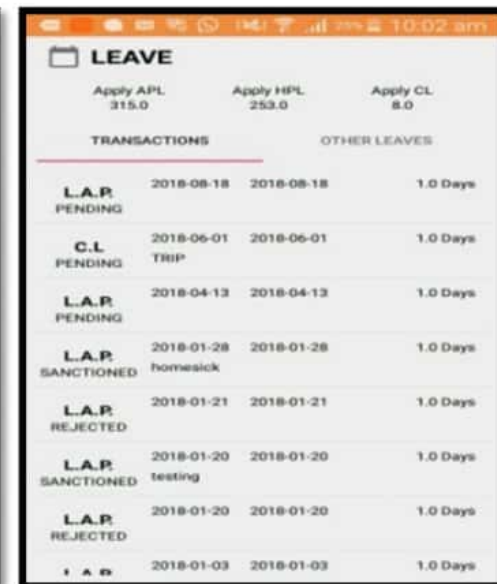 25% 10:02 am
LEAVE
Apply APL Apply HPL Apply CL
315.0 253.0 8.0
TRANSACTIONS OTHER LEAVES
L.A.P. 2018-08-18 2018-08-18 1.0 Days
PENDING
C.L 2018-06-01 2018-06-01 1.0 Days
PENDING TRIP
L.A.P. 2018-04-13 2018-04-13 1.0 Days
PENDING
L.A.P. 2018-01-28 2018-01-28 1.0 Days
SANCTIONED homesick
L.A.P. 2018-01-21 2018-01-21 1.0 Days
REJECTED
L.A.P. 2018-01-20 2018-01-20 1.0 Days
SANCTIONED testing
L.A.P. 2018-01-20 2018-01-20 1.0 Days
REJECTED
2018-01-03 2018-01-03 1.0 Days